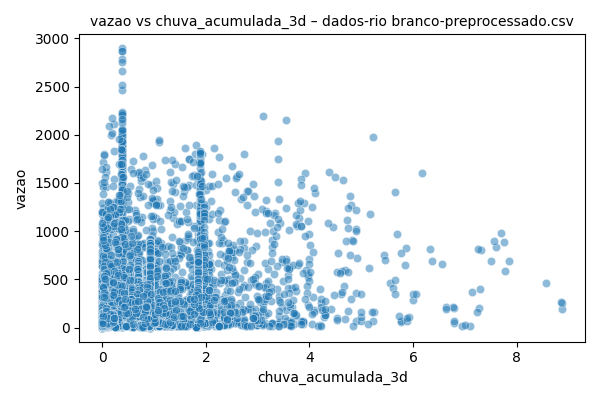 vazao vs chuva_acumulada_3d – dados-rio branco-preprocessado.csv
3000
2500
2000
1500
1000
500
0
vazao
0 2 4 6 8
chuva_acumulada_3d